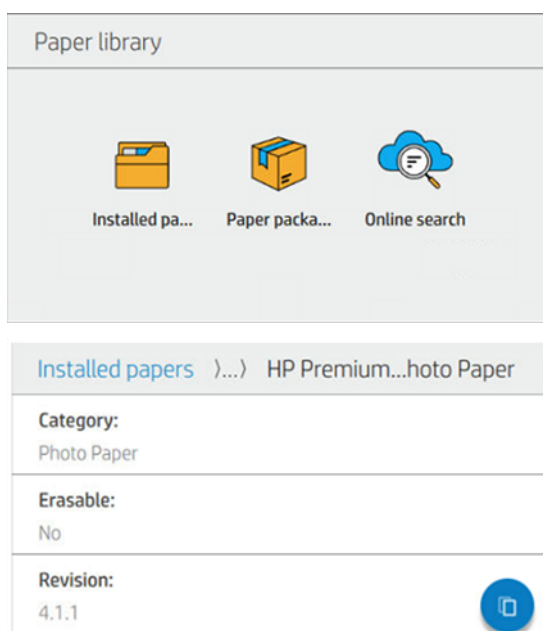 Paper library
Installed pa... Paper packa... Online search
Installed papers ⟩...⟩ HP Premium...hoto Paper
Category:
Photo Paper
Erasable:
No
Revision:
4.1.1